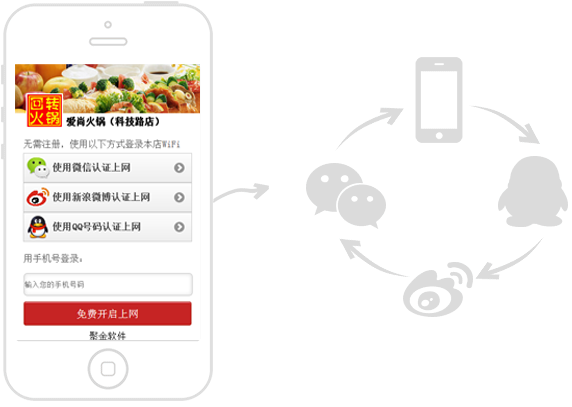 回转
火锅
爱尚火锅（科技路店）
无需注册，使用以下方式登录本店WiFi
使用微信认证上网
使用新浪微博认证上网
使用QQ号码认证上网
用手机号登录：
输入您的手机号码
免费开启上网
聚金软件